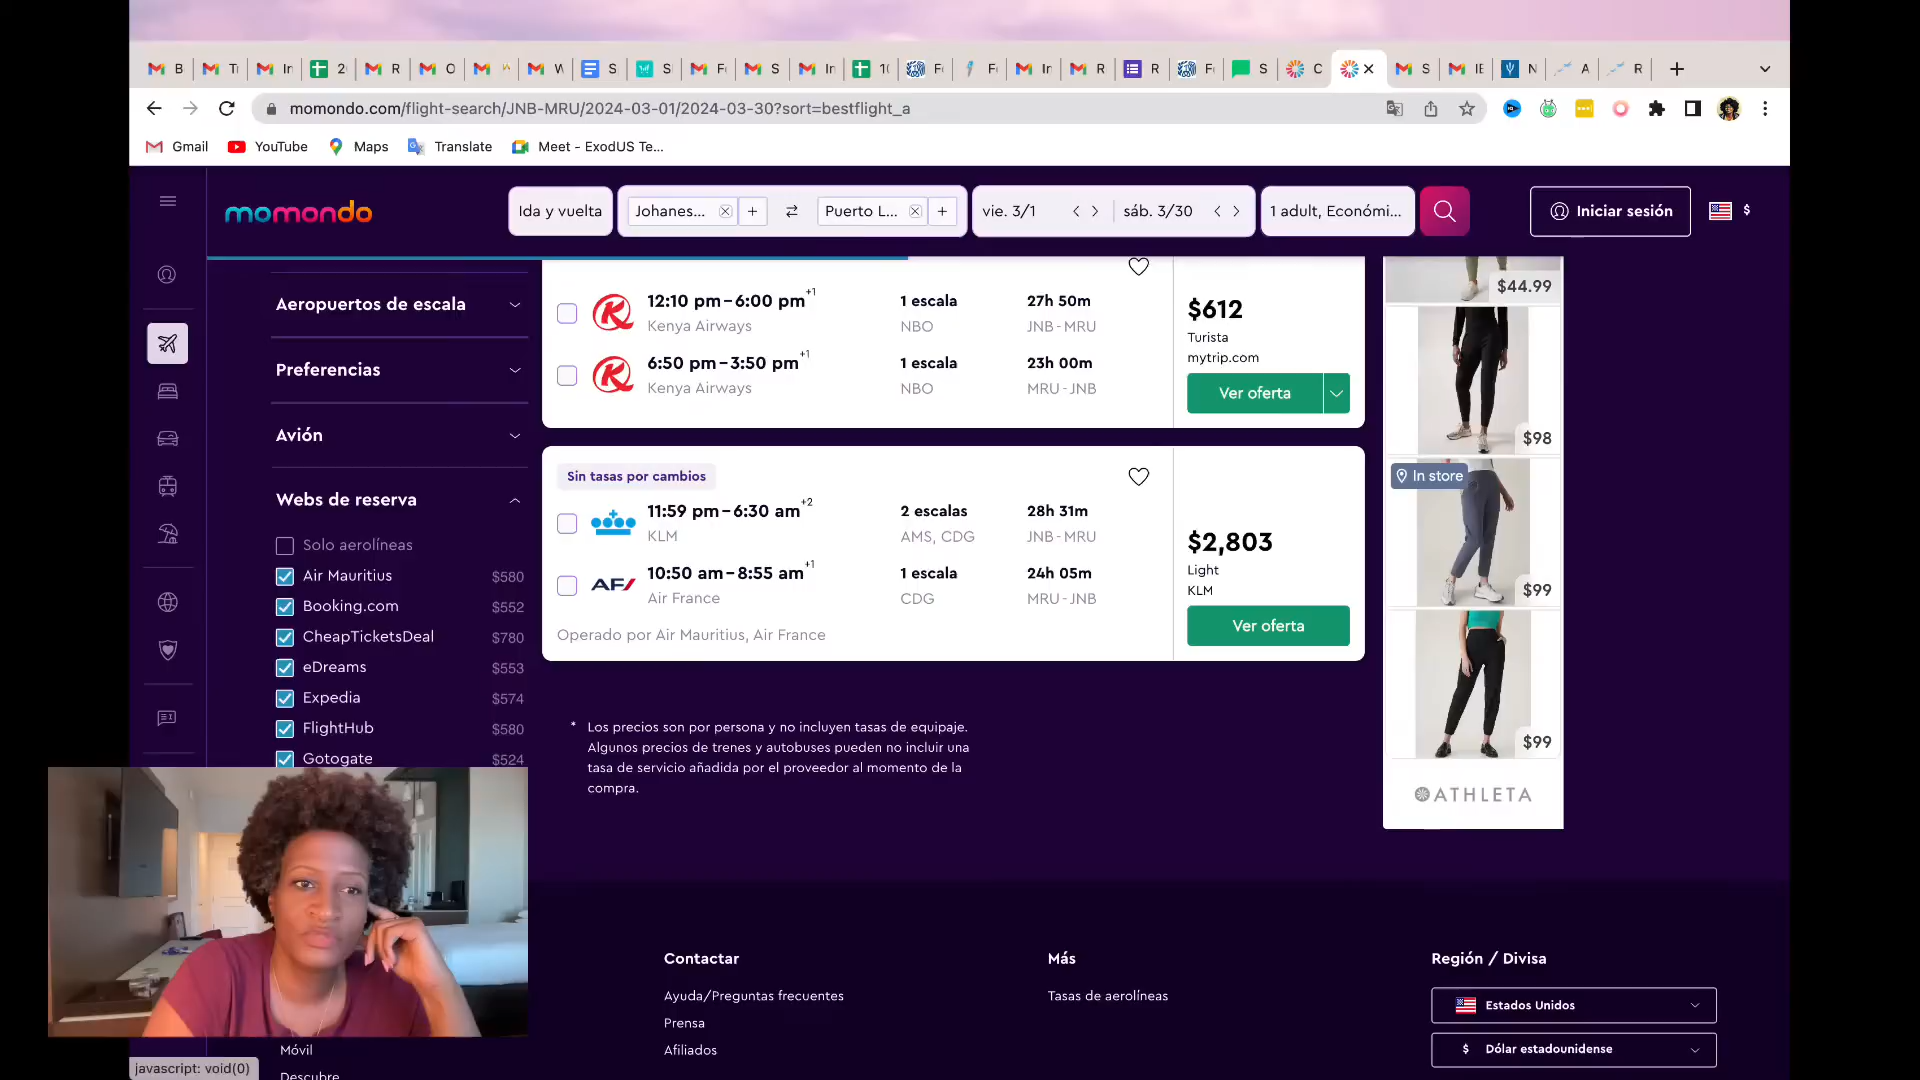 B
Tr
In
2
R
O
W
S
S
F
S
In
10
F
F
In
R
R
F
S
C
S
IE
N
A
R
momondo.com/flight-search/JNB-MRU/2024-03-01/2024-03-30?sort=bestflight_a
Gmail
YouTube
Maps
Translate
Meet - ExodUS Te...
momondo
Ida y vuelta
Johanes...
Puerto L...
vie. 3/1
sáb. 3/30
1 adult, Económi...
Iniciar sesión
$
Aeropuertos de escala
Preferencias
Avión
Webs de reserva
Solo aerolíneas
Air Mauritius $580
Booking.com $552
CheapTicketsDeal $780
eDreams $553
Expedia $574
FlightHub $580
Gotogate $524
12:10 pm – 6:00 pm +1 1 escala 27h 50m
Kenya Airways NBO JNB - MRU
6:50 pm – 3:50 pm +1 1 escala 23h 00m
Kenya Airways NBO MRU - JNB
$612
Turista
mytrip.com
Ver oferta
Sin tasas por cambios
11:59 pm – 6:30 am +2 2 escalas 28h 31m
KLM AMS, CDG JNB - MRU
AF 10:50 am – 8:55 am +1 1 escala 24h 05m
Air France CDG MRU - JNB
Operado por Air Mauritius, Air France
$2,803
Light
KLM
Ver oferta
* Los precios son por persona y no incluyen tasas de equipaje.
Algunos precios de trenes y autobuses pueden no incluir una
tasa de servicio añadida por el proveedor al momento de la
compra.
$44.99
$98
In store
$99
$99
ATHLETA
Móvil
Descubre
Contactar
Ayuda/Preguntas frecuentes
Prensa
Afiliados
Más
Tasas de aerolíneas
Región / Divisa
Estados Unidos
$ Dólar estadounidense
javascript: void(0)